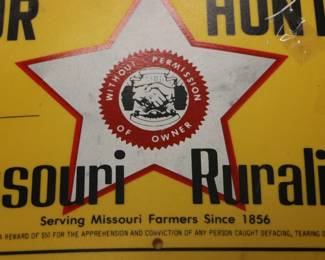 OR HUNT
WITHOUT PERMISSION
OF OWNER
ssouri Rurali
Serving Missouri Farmers Since 1856
A REWARD OF $50 FOR THE APPREHENSION AND CONVICTION OF ANY PERSON CAUGHT DEFACING, TEARING D